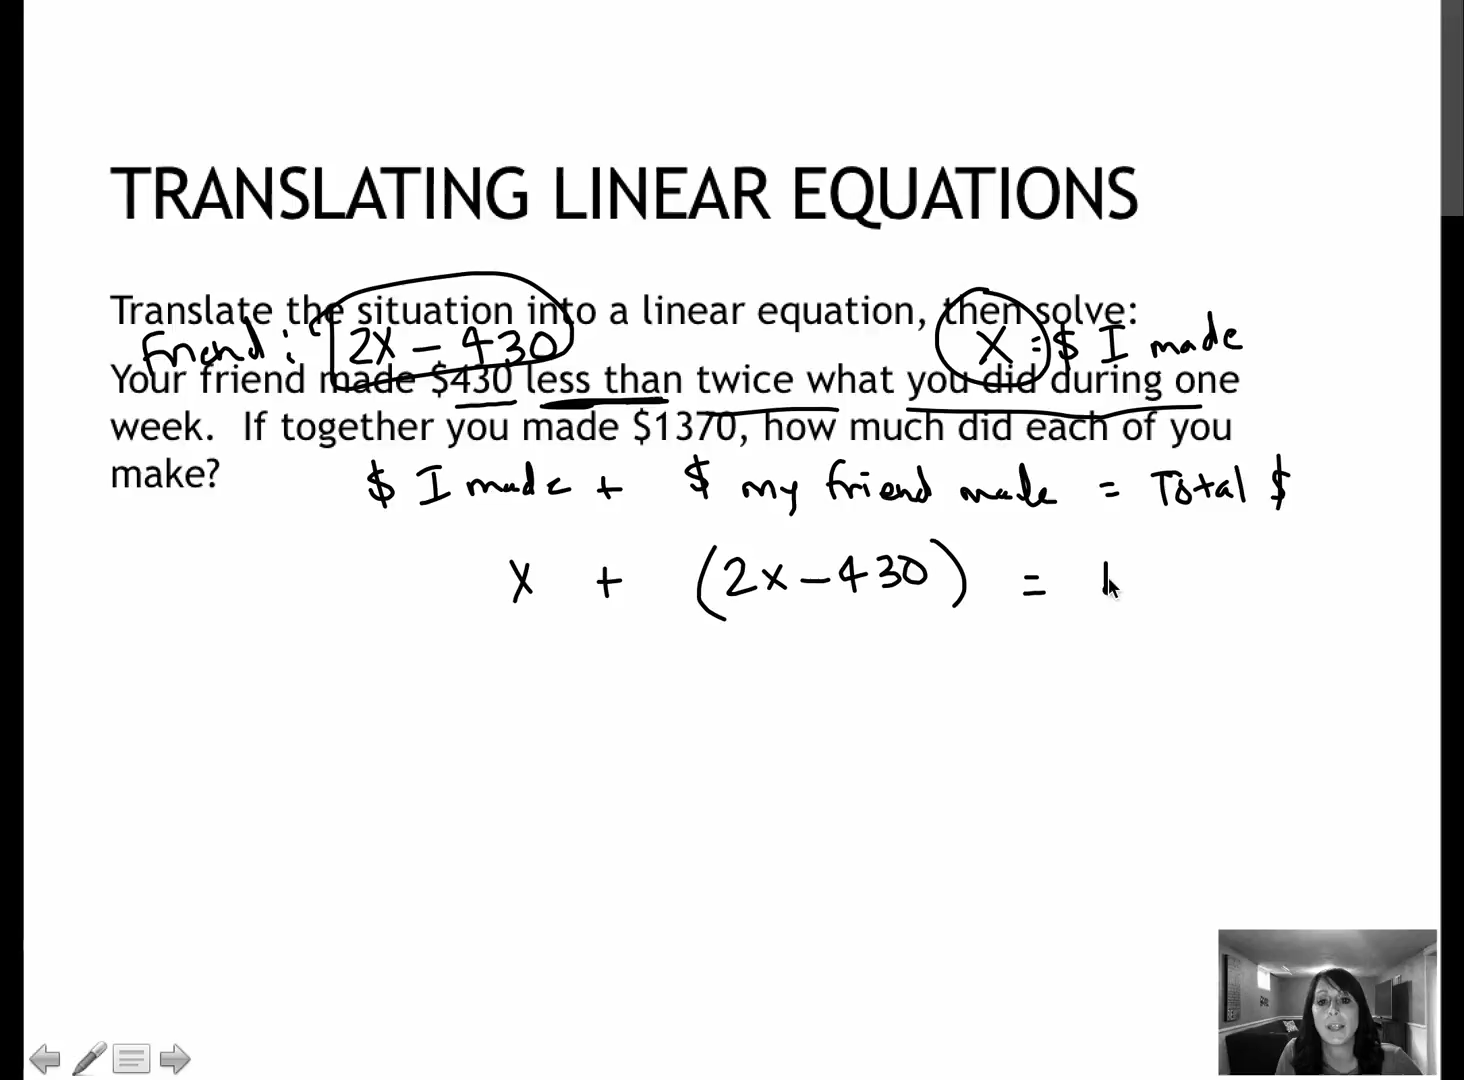 TRANSLATING LINEAR EQUATIONS
Translate the situation into a linear equation, then solve:
Friend: 2x - 430 x = $ I made
Your friend made $430 less than twice what you did during one
week. If together you made $1370, how much did each of you
make?
$ I made + $ my friend made = Total $
x + (2x - 430) =